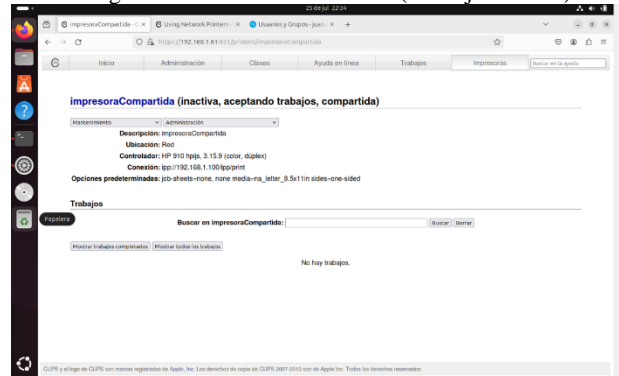 25 de jul 22:34
impresoraCompartida - C × Using Network Printers - × Usuarios y Grupos - juan × +
https://192.168.1.61:631/printers/impresoraCompartida
Inicio Administración Clases Ayuda en línea Trabajos Impresoras Buscar en la ayuda
impresoraCompartida (inactiva, aceptando trabajos, compartida)
Mantenimiento Administración
Descripción: impresoraCompartida
Ubicación: Red
Controlador: HP 910 hpijs, 3.15.9 (color, dúplex)
Conexión: ipp://192.168.1.100/ipp/print
Opciones predeterminadas: job-sheets=none, none media=na_letter_8.5x11in sides=one-sided
Trabajos
Papelera
Buscar en impresoraCompartida: Buscar Borrar
Mostrar trabajos completados Mostrar todos los trabajos
No hay trabajos.
CUPS y el logo de CUPS son marcas registradas de Apple, Inc. Los derechos de copia de CUPS 2007-2013 son de Apple Inc. Todos los derechos reservados.